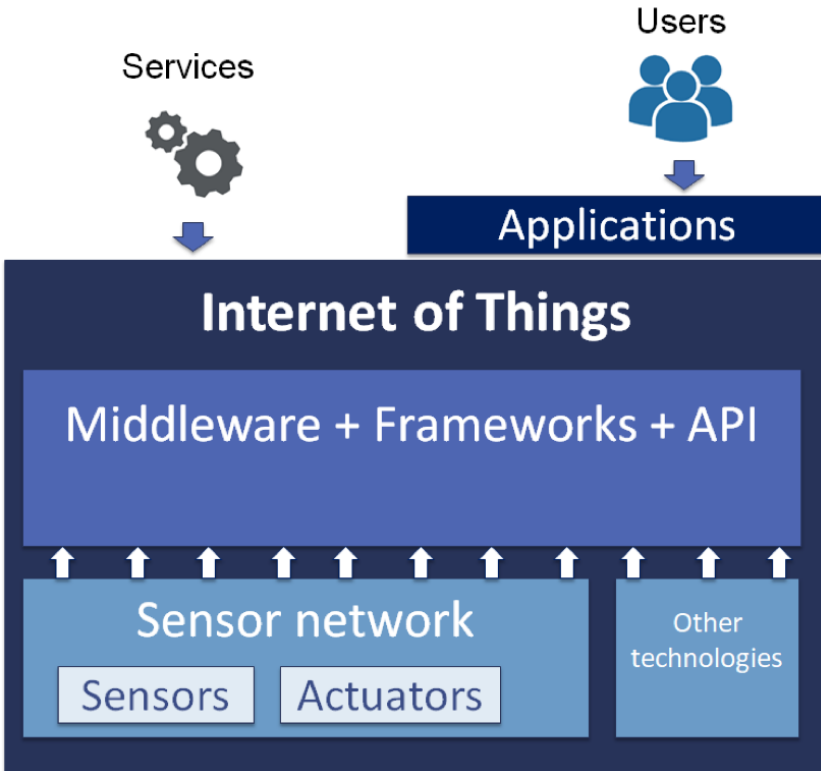 Users
Services
Applications
Internet of Things
Middleware + Frameworks + API
Sensor network
Other
technologies
Sensors
Actuators